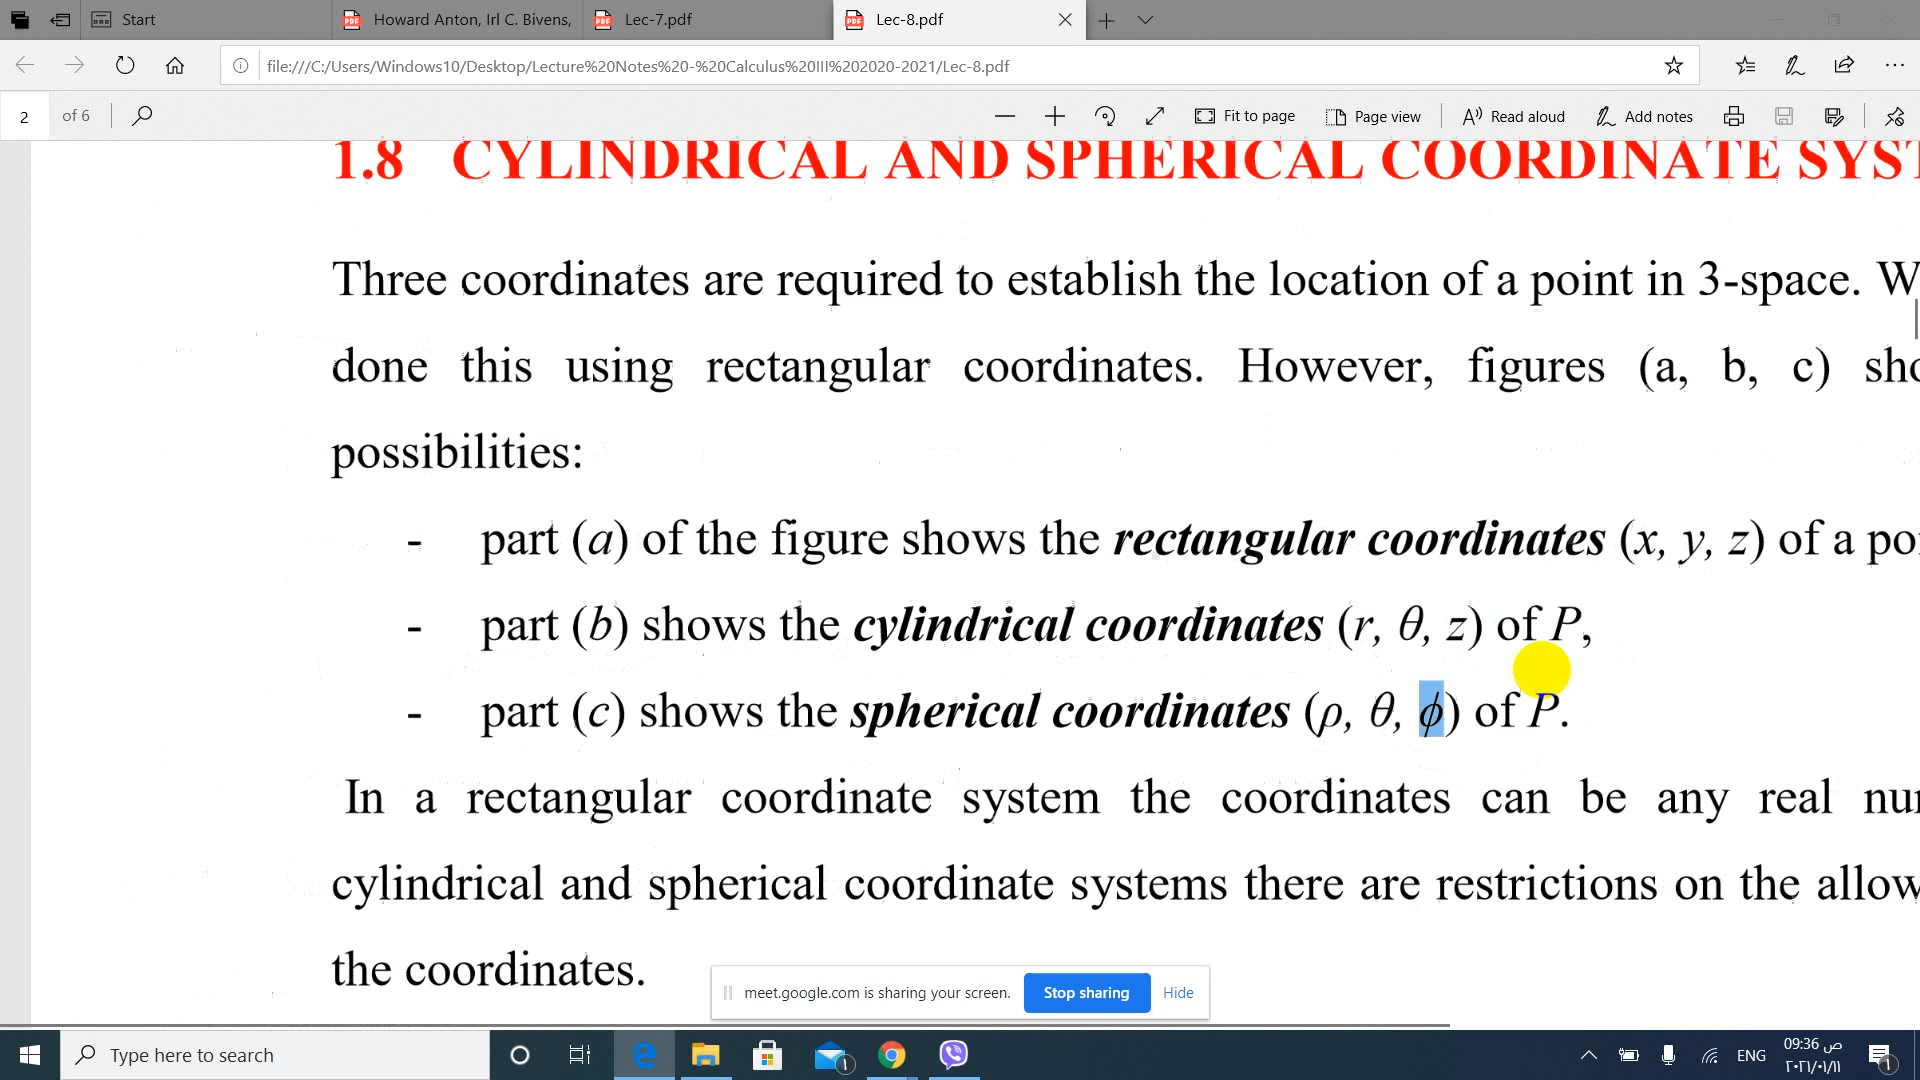 Start
Howard Anton, Irl C. Bivens,
Lec-7.pdf
Lec-8.pdf
file:///C:/Users/Windows10/Desktop/Lecture%20Notes%20-%20Calculus%20III%202020-2021/Lec-8.pdf
2 of 6
Fit to page
Page view
Read aloud
Add notes
1.8 CYLINDRICAL AND SPHERICAL COORDINATE SYST
Three coordinates are required to establish the location of a point in 3-space. W
done this using rectangular coordinates. However, figures (a, b, c) sho
possibilities:
- part (a) of the figure shows the rectangular coordinates (x, y, z) of a po
- part (b) shows the cylindrical coordinates (r, θ, z) of P,
- part (c) shows the spherical coordinates (ρ, θ, ϕ) of P.
In a rectangular coordinate system the coordinates can be any real nu
cylindrical and spherical coordinate systems there are restrictions on the allow
the coordinates.
meet.google.com is sharing your screen.
Stop sharing
Hide
Type here to search
١
ENG
09:36 ص
٢٠٢١/٠١/١١
١